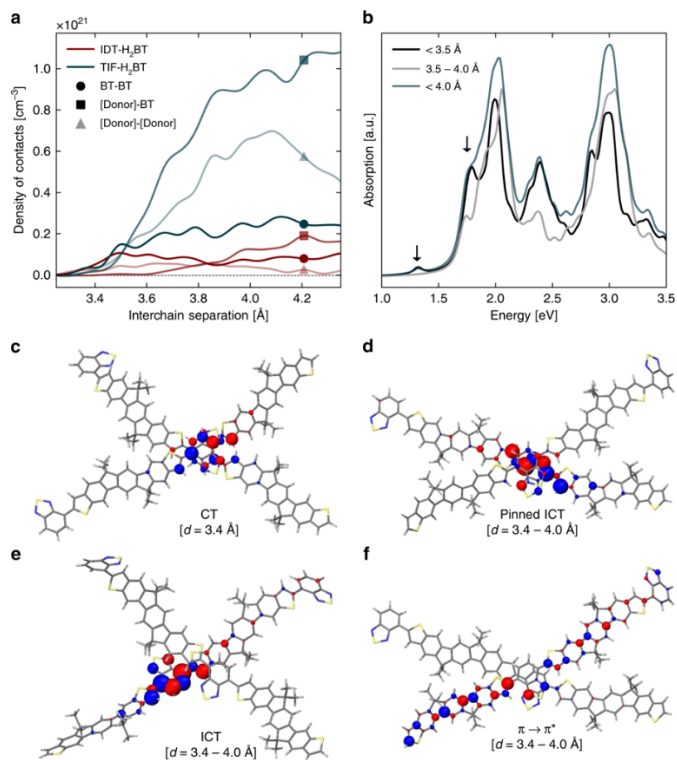 a
×10²¹
1.0
0.8
0.6
0.4
0.2
0.0
Density of contacts [cm⁻³]
IDT-H₂BT
TIF-H₂BT
BT-BT
[Donor]-BT
[Donor]-[Donor]
3.4 3.6 3.8 4.0 4.2
Interchain separation [Å]
b
Absorption [a.u.]
< 3.5 Å
3.5 – 4.0 Å
< 4.0 Å
1.0 1.5 2.0 2.5 3.0 3.5
Energy [eV]
c
CT
[d = 3.4 Å]
d
Pinned ICT
[d = 3.4 – 4.0 Å]
e
ICT
[d = 3.4 – 4.0 Å]
f
π → π*
[d = 3.4 – 4.0 Å]